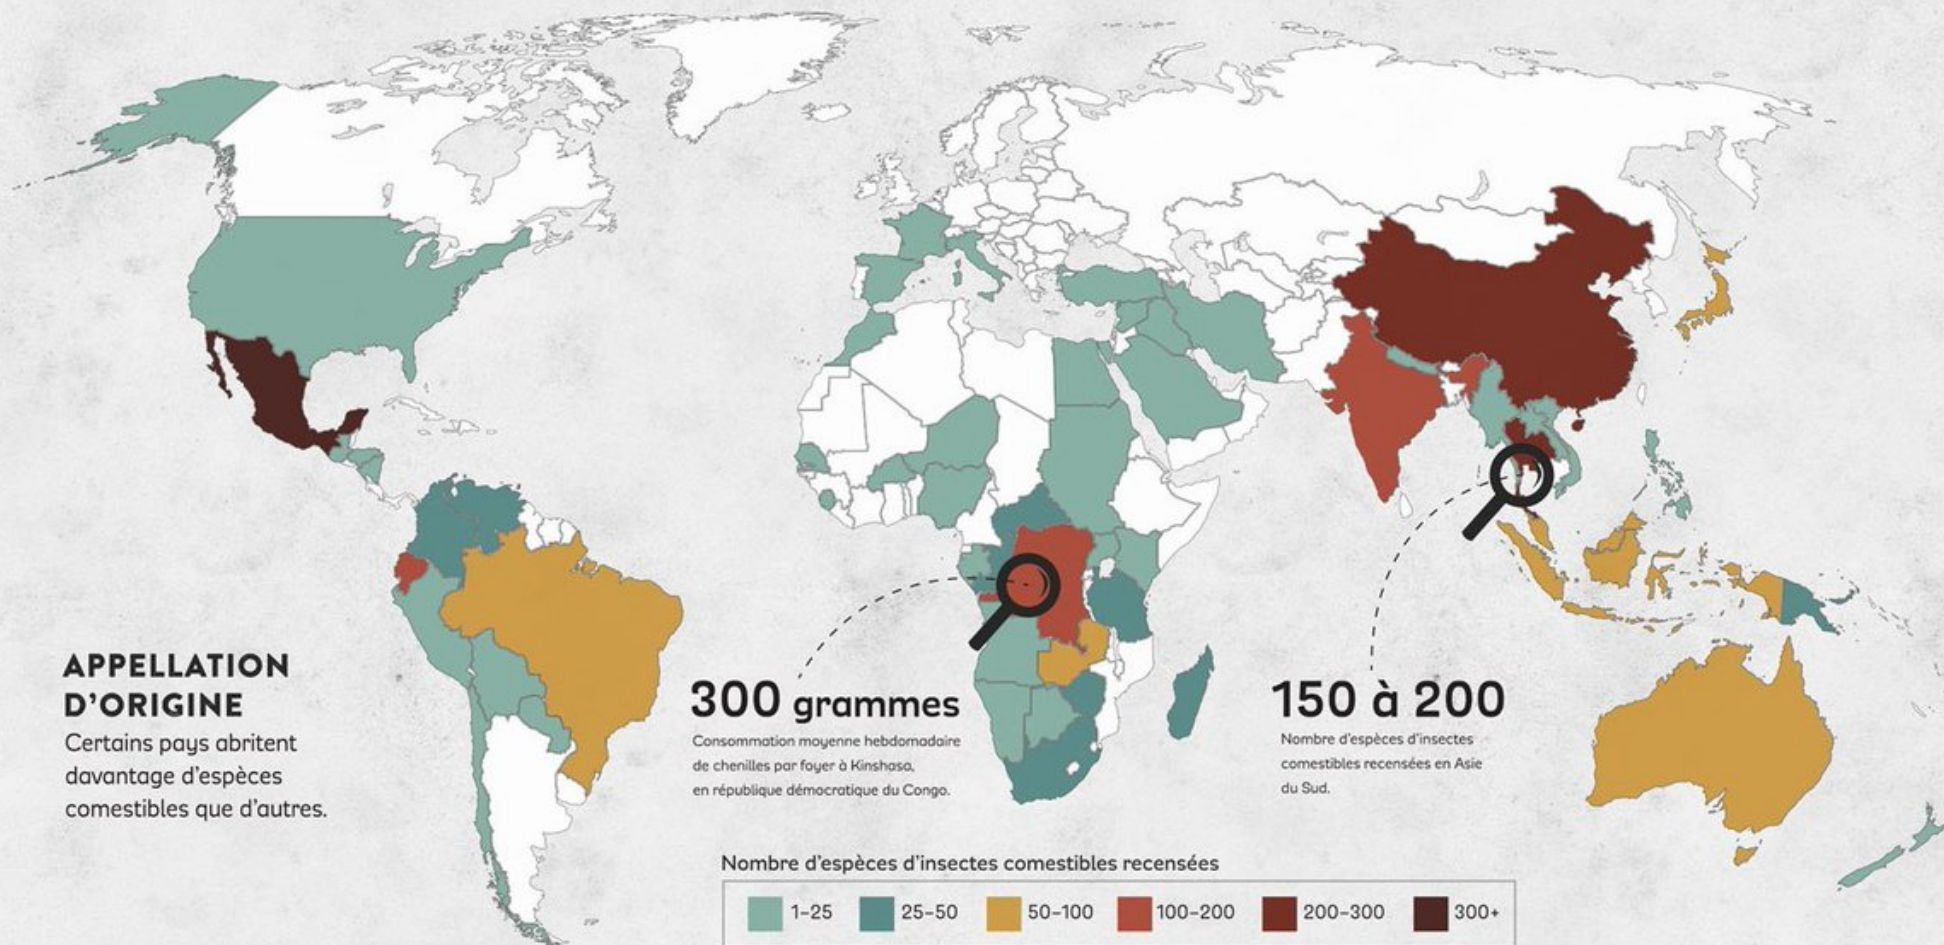 APPELLATION
D'ORIGINE
Certains pays abritent
davantage d'espèces
comestibles que d'autres.
300 grammes
Consommation moyenne hebdomadaire
de chenilles par foyer à Kinshasa,
en république démocratique du Congo.
150 à 200
Nombre d'espèces d'insectes
comestibles recensées en Asie
du Sud.
Nombre d'espèces d'insectes comestibles recensées
1-25 25-50 50-100 100-200 200-300 300+